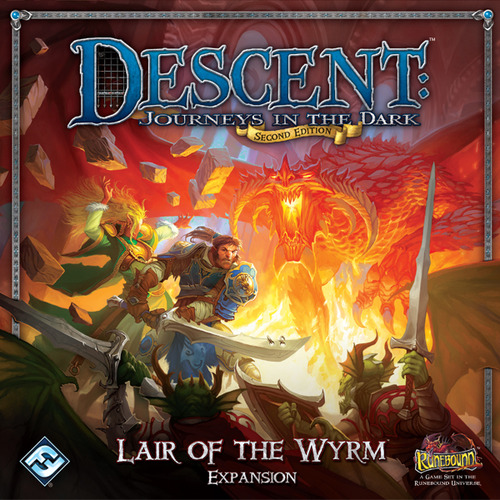 DESCENT:
JOURNEYS IN THE DARK
™
SECOND EDITION
LAIR OF THE WYRM
EXPANSION
RUNEBOUND
A GAME SET IN THE
RUNEBOUND UNIVERSE.